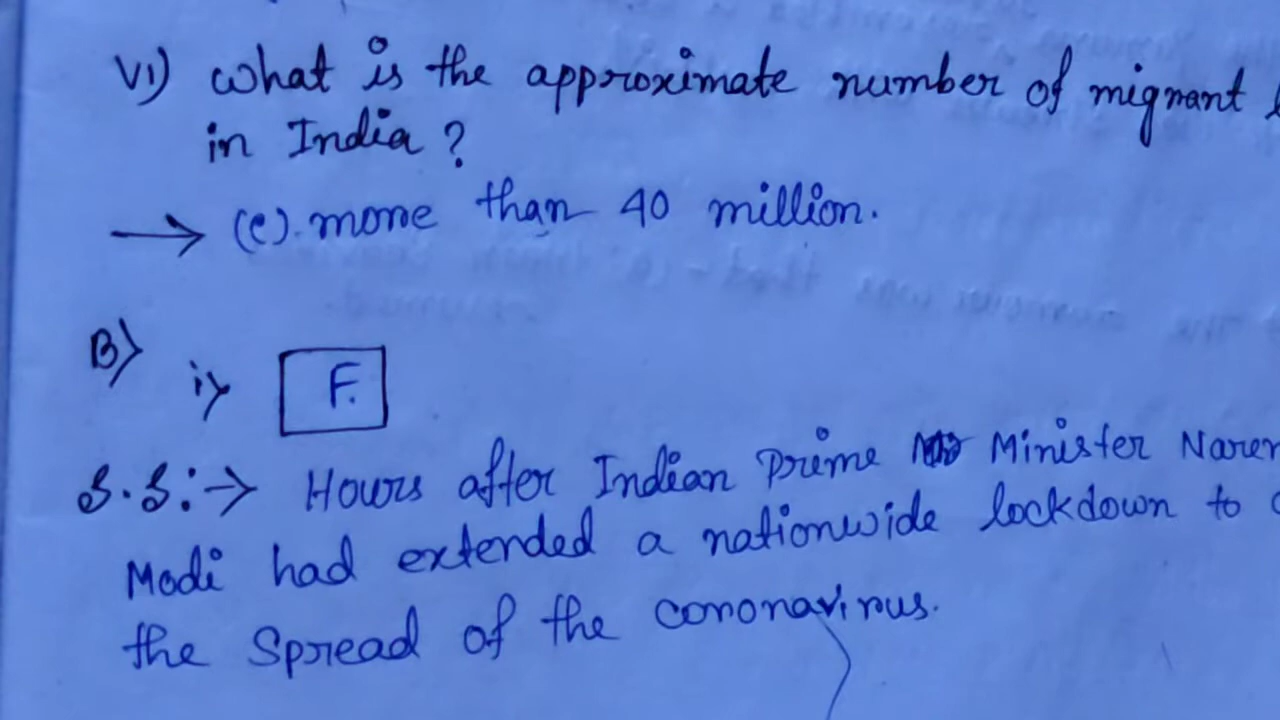 VI) What is the approximate number of migrant
in India ?
→ (c). more than 40 million.
B)
i) F.
S.S:→ Hours after Indian Prime Minister Naren
Modi had extended a nationwide lockdown to
the spread of the coronavirus.